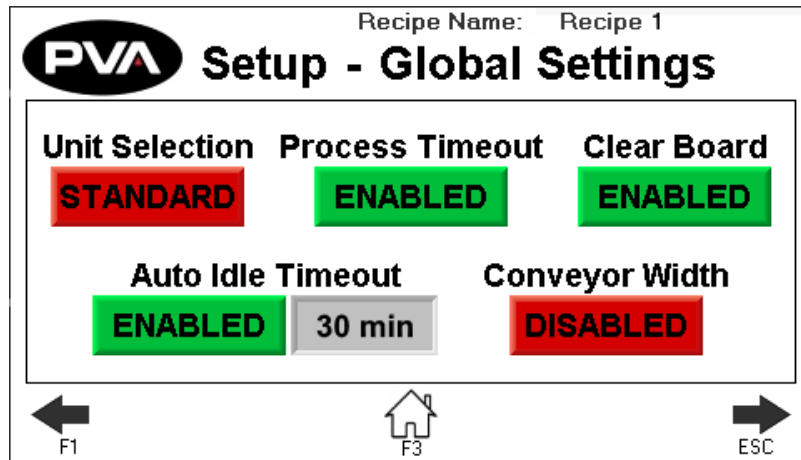 Recipe Name: Recipe 1
PVA Setup - Global Settings
Unit Selection Process Timeout Clear Board
STANDARD ENABLED ENABLED
Auto Idle Timeout Conveyor Width
ENABLED 30 min DISABLED
F1 F3 ESC